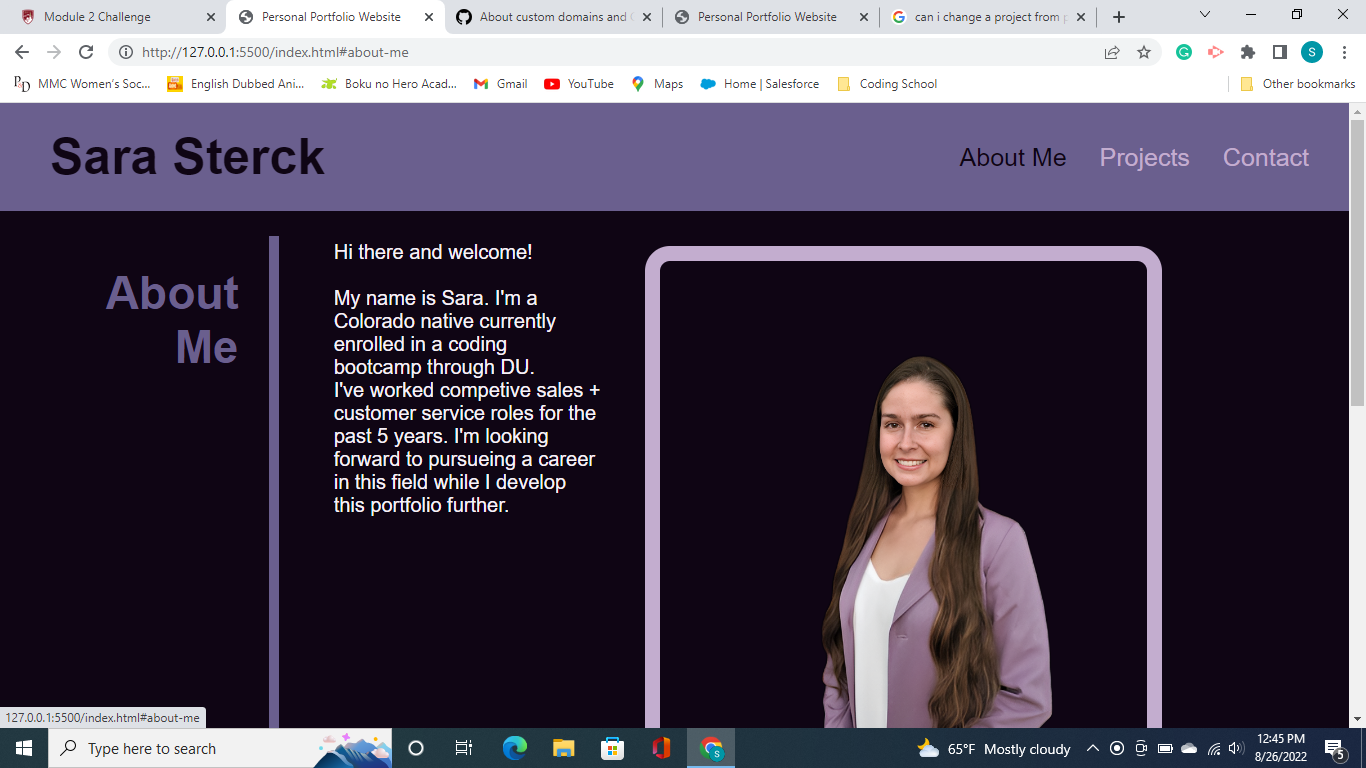 Module 2 Challenge
Personal Portfolio Website
About custom domains and
Personal Portfolio Website
can i change a project from
http://127.0.0.1:5500/index.html#about-me
S
MMC Women's Soc...
English Dubbed Ani...
Boku no Hero Acad...
Gmail
YouTube
Maps
Home | Salesforce
Coding School
Other bookmarks
Sara Sterck
About Me
Projects
Contact
About
Me
Hi there and welcome!
My name is Sara. I'm a
Colorado native currently
enrolled in a coding
bootcamp through DU.
I've worked competive sales +
customer service roles for the
past 5 years. I'm looking
forward to pursueing a career
in this field while I develop
this portfolio further.
127.0.0.1:5500/index.html#about-me
Type here to search
65°F Mostly cloudy
12:45 PM
8/26/2022
5